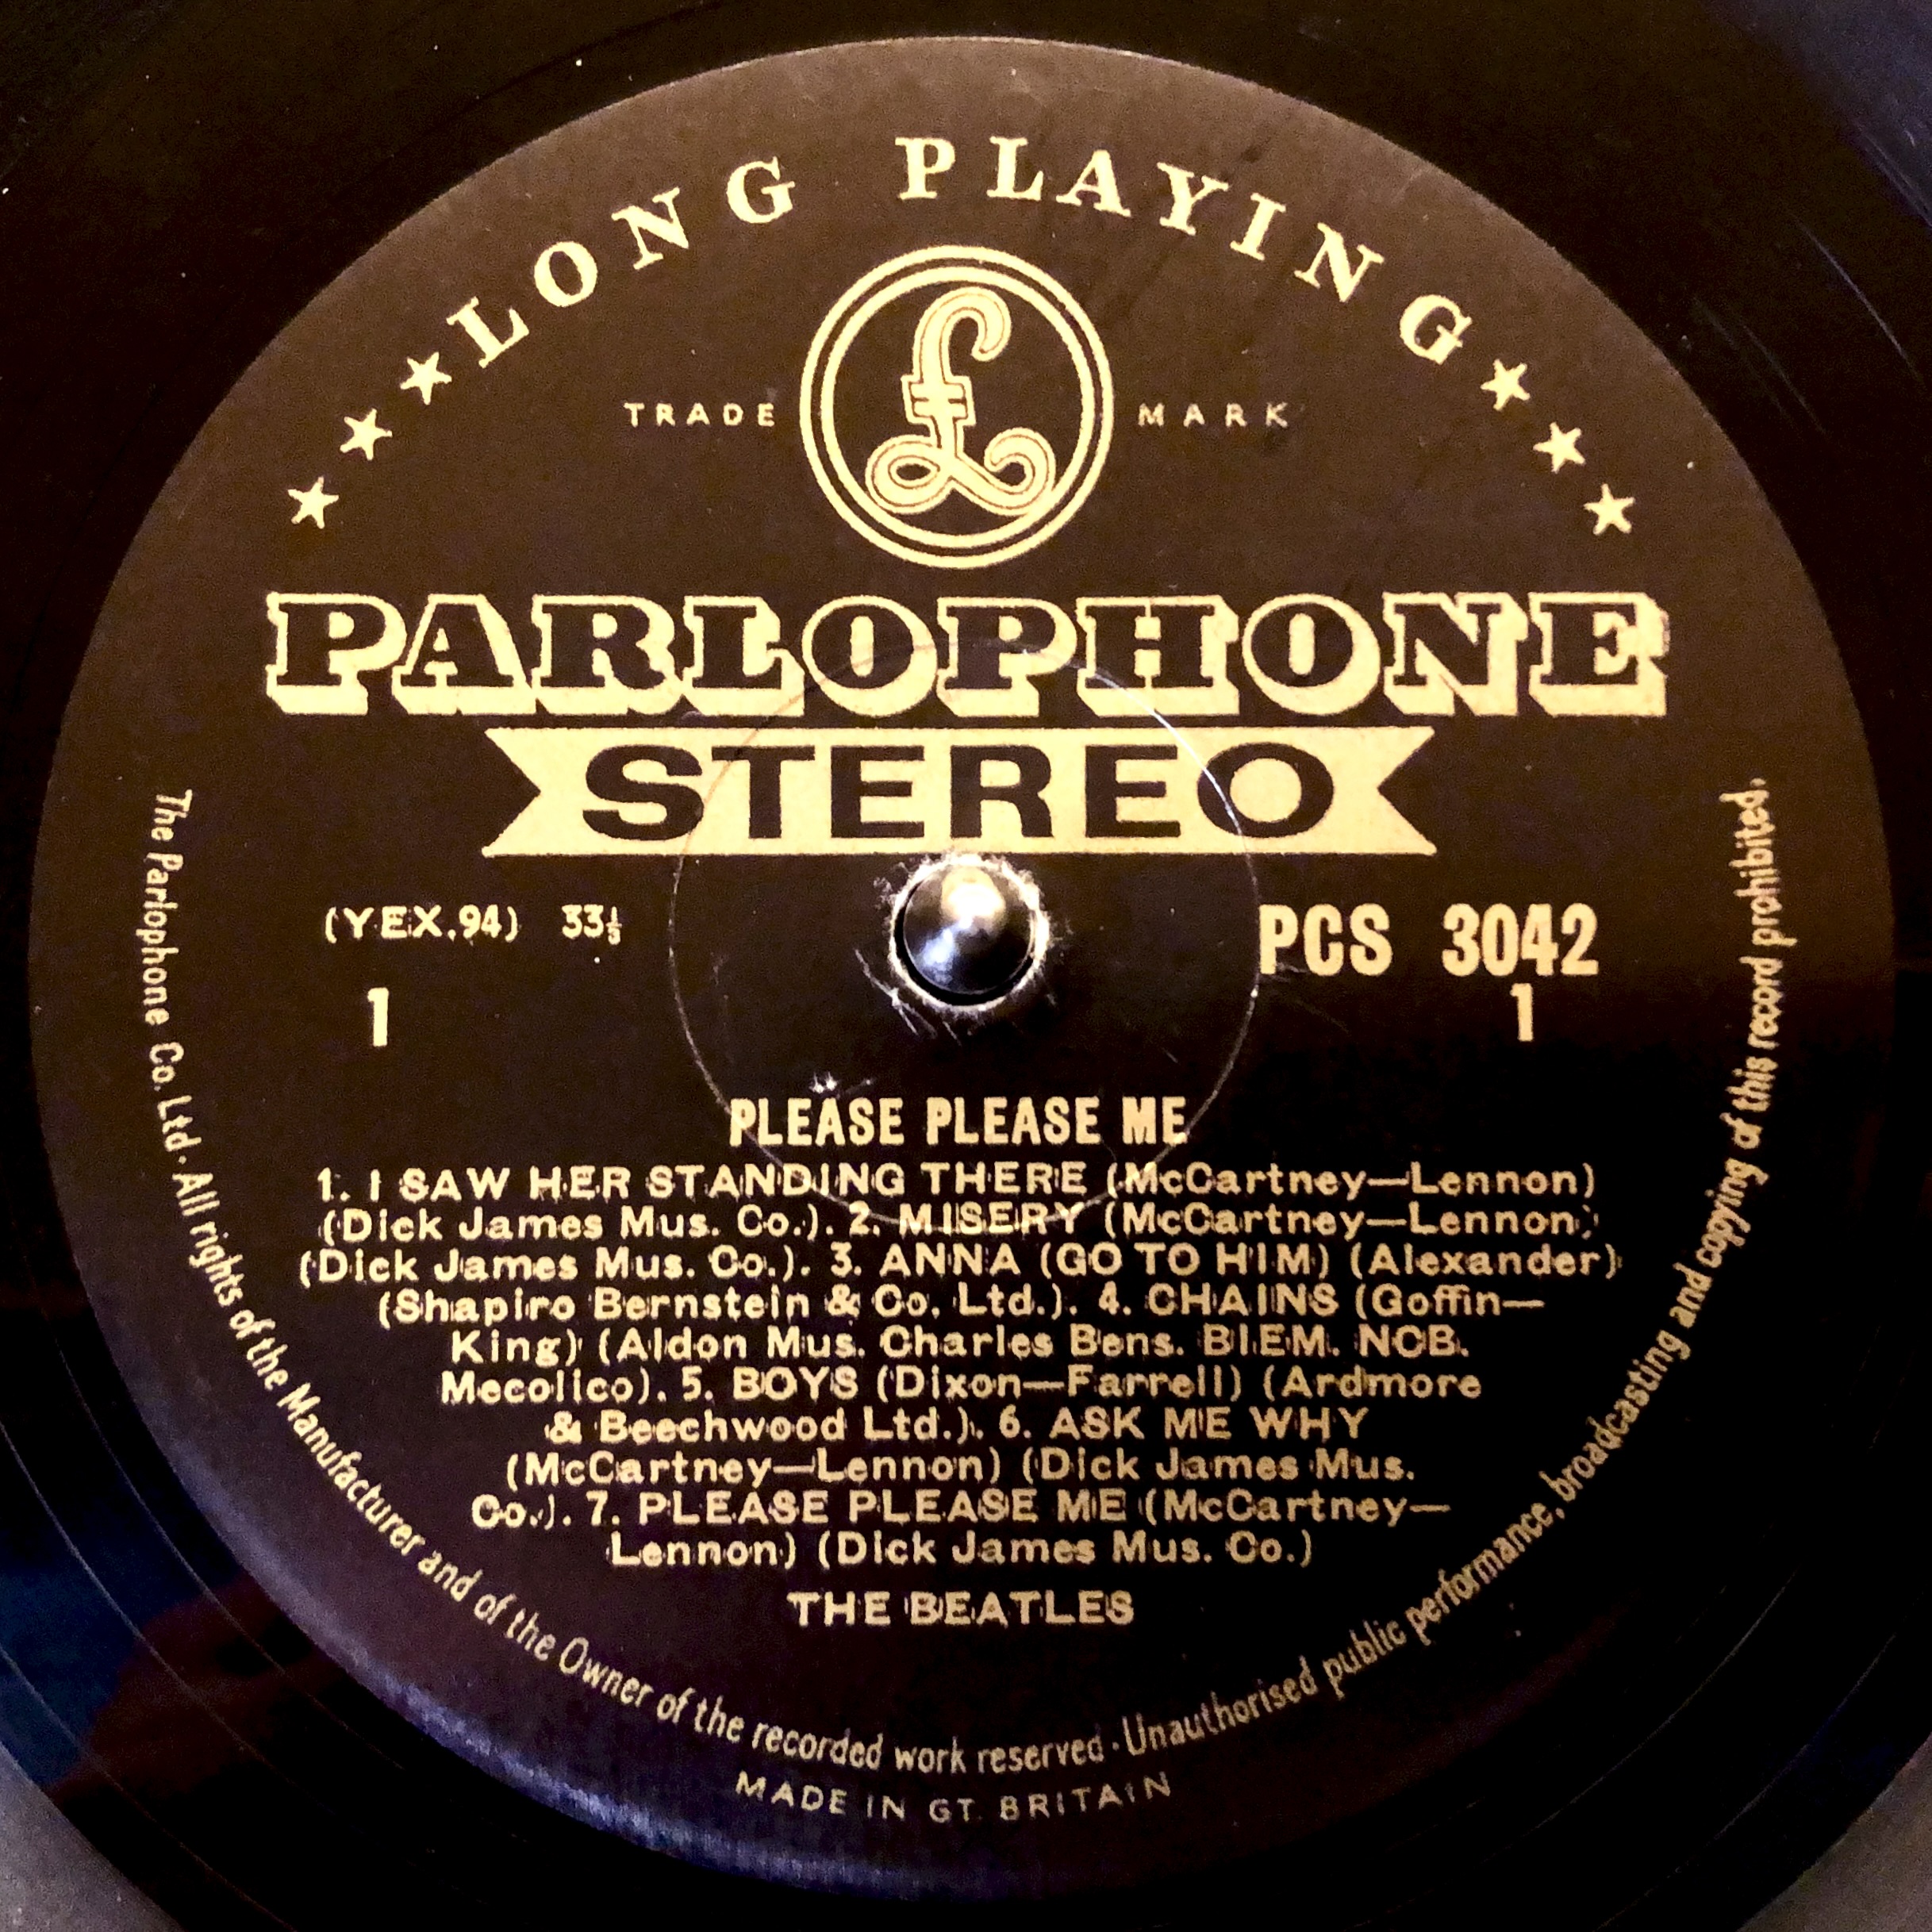 LONG PLAYING
TRADE £ MARK
PARLOPHONE
STEREO
(YEX.94) 33⅓
PCS 3042
1
1
PLEASE PLEASE ME
1. I SAW HER STANDING THERE (McCartney—Lennon)
(Dick James Mus. Co.). 2. MISERY (McCartney—Lennon)
(Dick James Mus. Co.). 3. ANNA (GO TO HIM) (Alexander)
(Shapiro Bernstein & Co. Ltd.). 4. CHAINS (Goffin—
King) (Aldon Mus. Charles Bens. BIEM. NCB.
Mecolico). 5. BOYS (Dixon—Farrell) (Ardmore
& Beechwood Ltd.). 6. ASK ME WHY
(McCartney—Lennon) (Dick James Mus.
Co.). 7. PLEASE PLEASE ME (McCartney—
Lennon) (Dick James Mus. Co.)
THE BEATLES
The Parlophone Co. Ltd. All rights of the Manufacturer and of the Owner of the recorded work reserved · Unauthorised public performance, broadcasting and copying of this record prohibited.
MADE IN GT. BRITAIN